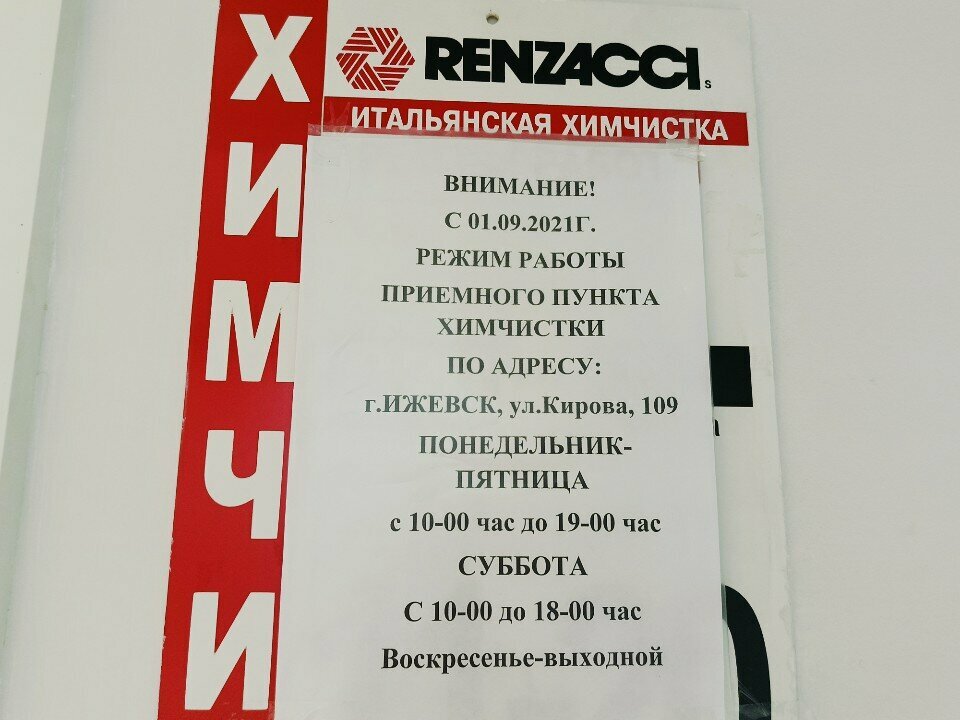 RENZACCI
S
ИТАЛЬЯНСКАЯ ХИМЧИСТКА
ХИМЧИ
ВНИМАНИЕ!
С 01.09.2021Г.
РЕЖИМ РАБОТЫ
ПРИЕМНОГО ПУНКТА
ХИМЧИСТКИ
ПО АДРЕСУ:
г.ИЖЕВСК, ул.Кирова, 109
ПОНЕДЕЛЬНИК-
ПЯТНИЦА
с 10-00 час до 19-00 час
СУББОТА
С 10-00 до 18-00 час
Воскресенье-выходной